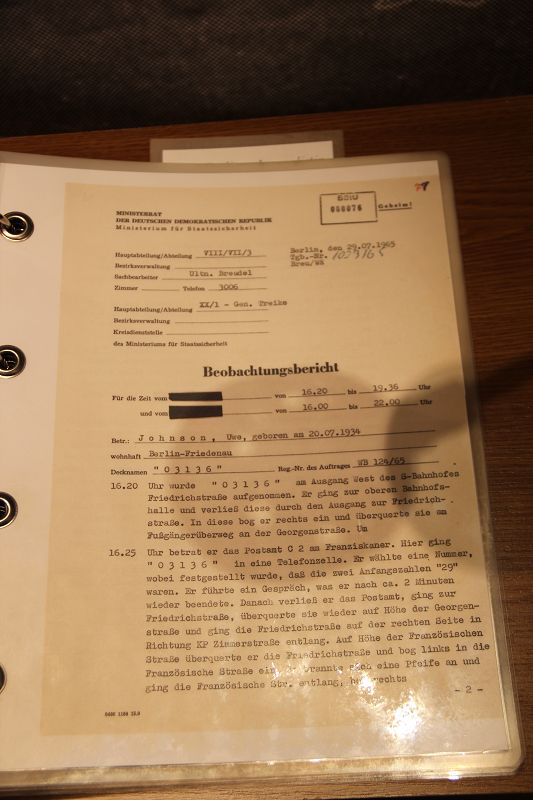 BStU
000076
Geheim!
MINISTERRAT
DER DEUTSCHEN DEMOKRATISCHEN REPUBLIK
Ministerium für Staatssicherheit
Berlin, den 29.07.1965
Tgb.-Nr. 1023165
Breu/WB
Hauptabteilung/Abteilung VIII/VII/3
Bezirksverwaltung
Sachbearbeiter Ultn. Breudel
Zimmer Telefon 3006
Hauptabteilung/Abteilung XX/1 - Gen. Treike
Bezirksverwaltung
Kreisdienststelle
des Ministeriums für Staatssicherheit
Beobachtungsbericht
Für die Zeit vom von 16.20 bis 19.36 Uhr
und vom von 16.00 bis 22.00 Uhr
Betr.: Johnson, Uwe, geboren am 20.07.1934
wohnhaft Berlin-Friedenau
Decknamen "03136" Reg.-Nr. des Auftrages WB 124/65
16.20 Uhr wurde "03136" am Ausgang West des S-Bahnhofes
Friedrichstraße aufgenommen. Er ging zur oberen Bahnhofs-
halle und verließ diese durch den Ausgang zur Friedrich-
straße. In diese bog er rechts ein und überquerte sie am
Fußgängerüberweg an der Georgenstraße. Um
16.25 Uhr betrat er das Postamt C 2 am Franziskaner. Hier ging
"03136" in eine Telefonzelle. Er wählte eine Nummer,
wobei festgestellt wurde, daß die zwei Anfangszahlen "29"
waren. Er führte ein Gespräch, was er nach ca. 2 Minuten
wieder beendete. Danach verließ er das Postamt, ging zur
Friedrichstraße, überquerte sie wieder auf Höhe der Georgen-
straße und ging die Friedrichstraße auf der rechten Seite in
Richtung KP Zimmerstraße entlang. Auf Höhe der Französischen
Straße überquerte er die Friedrichstraße und bog links in die
Französische Straße ein. Er brannte sich eine Pfeife an und
ging die Französische Str. entlang, bog rechts
- 2 -